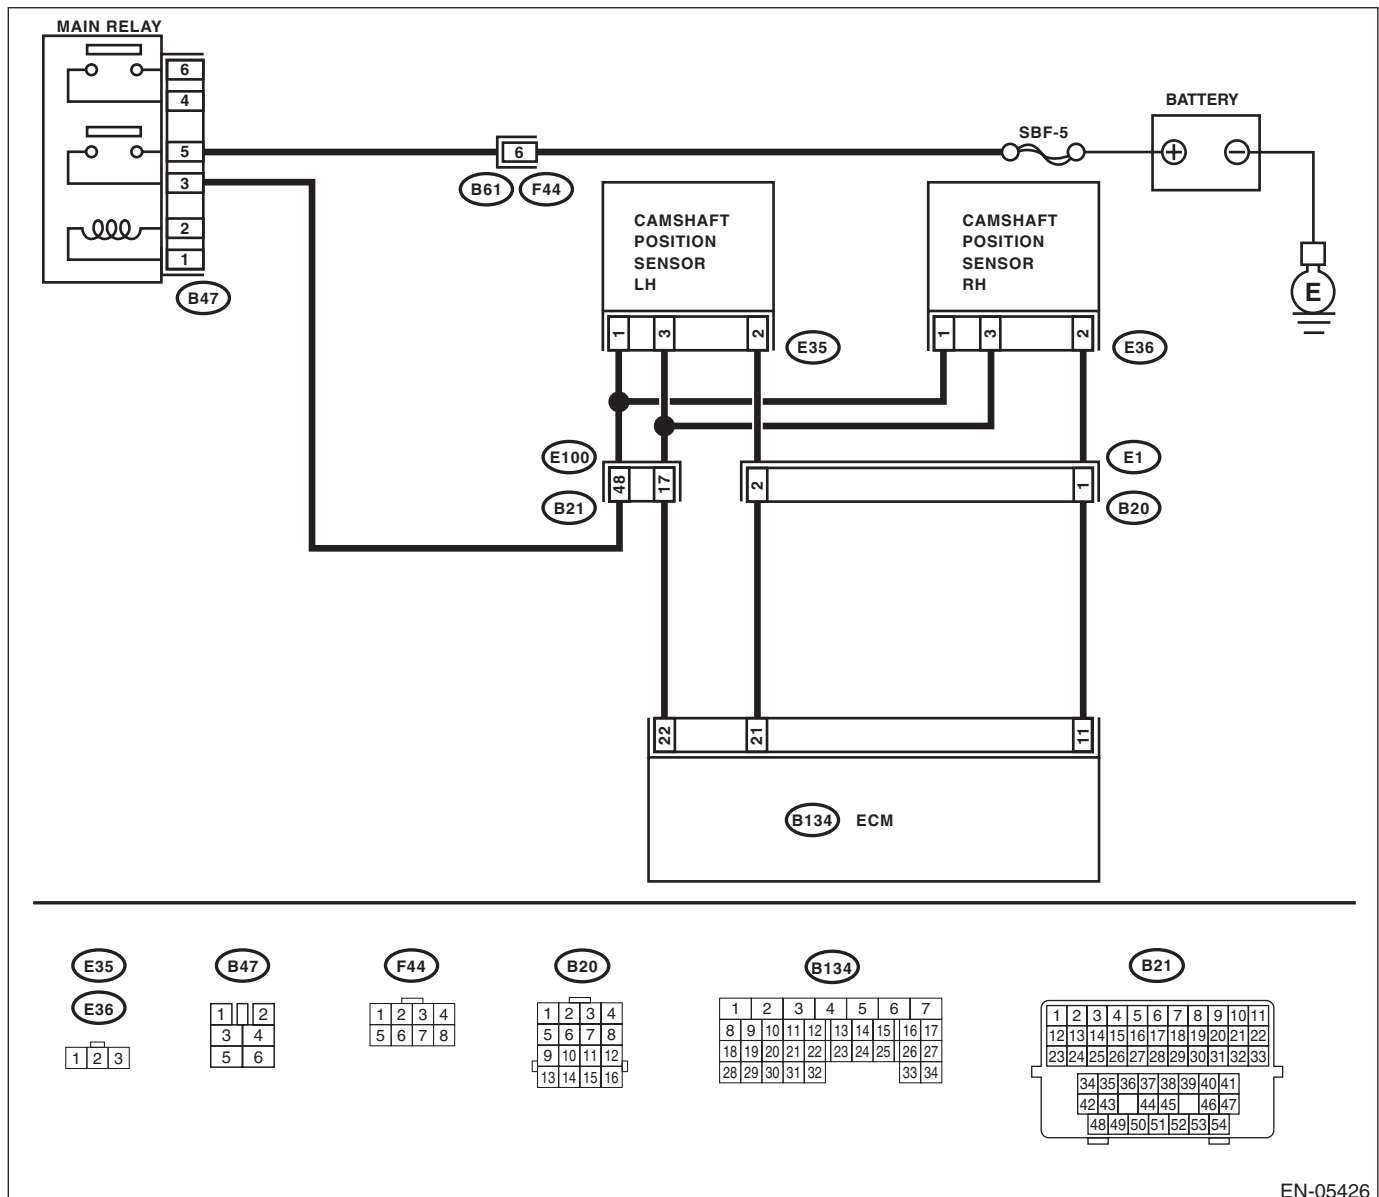 MAIN RELAY
6
4
5
3
2
1
B47
6
B61 F44
SBF-5
BATTERY
+ −
E
CAMSHAFT
POSITION
SENSOR
LH
1 3 2
E35
CAMSHAFT
POSITION
SENSOR
RH
1 3 2
E36
E100
B21
48 17
2 1
E1
B20
22 21 11
B134 ECM
E35
E36
1 2 3
B47
1 2
3 4
5 6
F44
1 2 3 4
5 6 7 8
B20
1 2 3 4
5 6 7 8
9 10 11 12
13 14 15 16
B134
1 2 3 4 5 6 7
8 9 10 11 12 13 14 15 16 17
18 19 20 21 22 23 24 25 26 27
28 29 30 31 32 33 34
B21
1 2 3 4 5 6 7 8 9 10 11
12 13 14 15 16 17 18 19 20 21 22
23 24 25 26 27 28 29 30 31 32 33
34 35 36 37 38 39 40 41
42 43 44 45 46 47
48 49 50 51 52 53 54
EN-05426